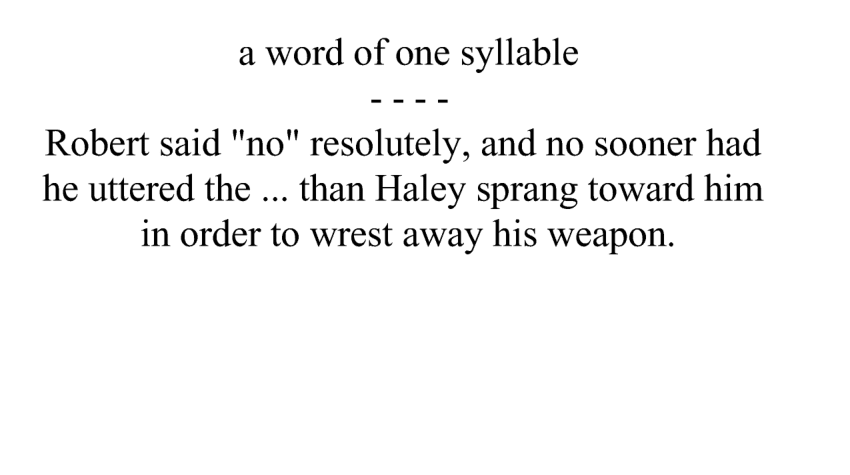 a word of one syllable
- - - -
Robert said "no" resolutely, and no sooner had
he uttered the ... than Haley sprang toward him
in order to wrest away his weapon.